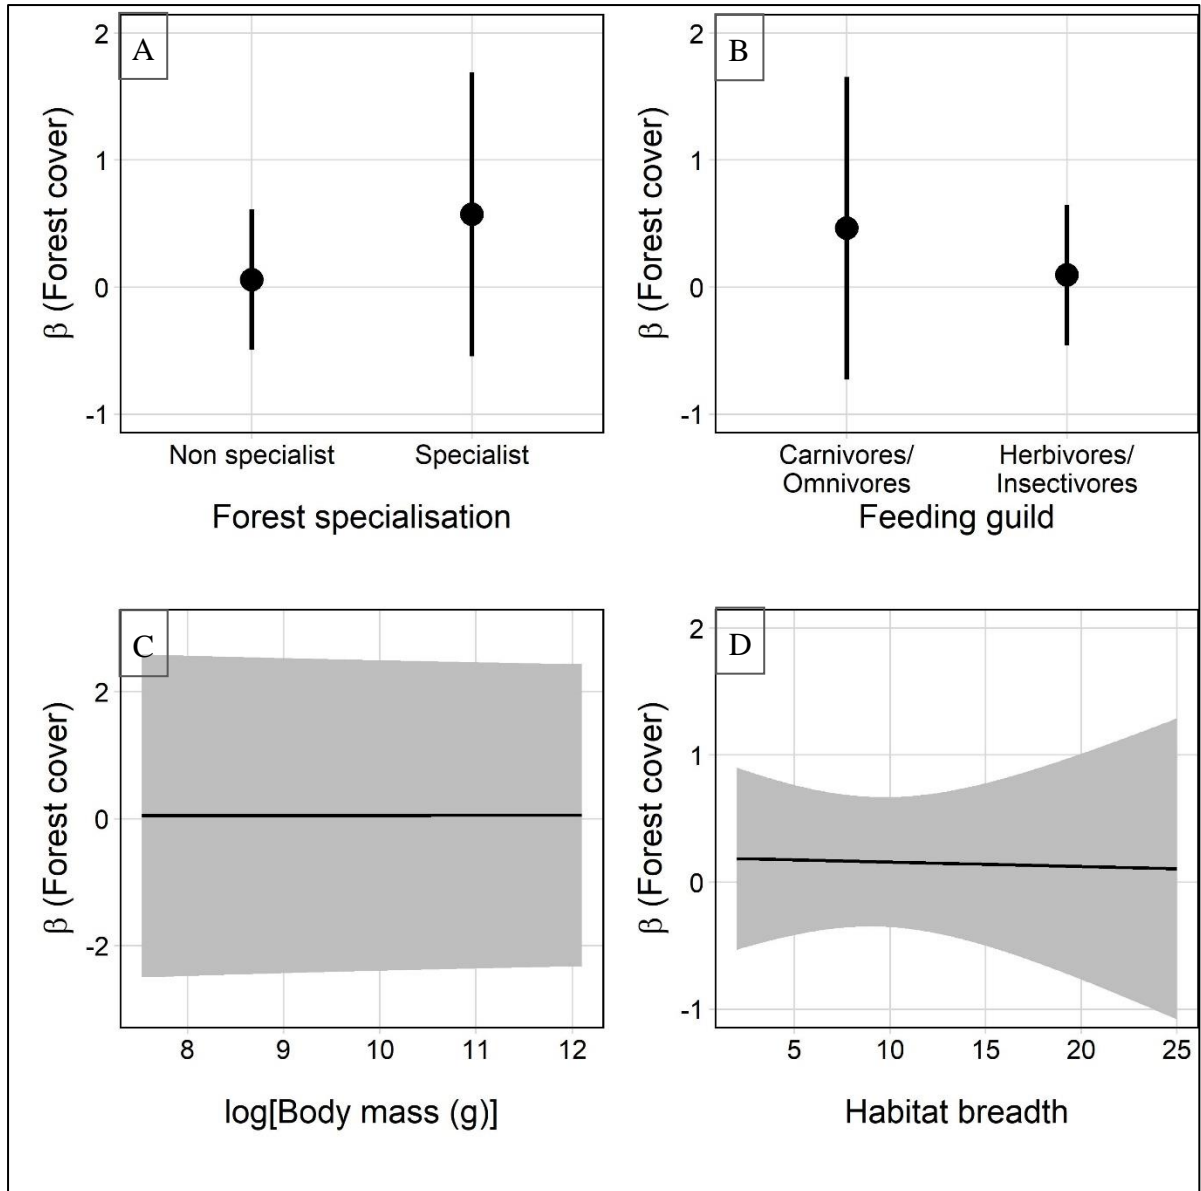 A
2
1
0
-1
β (Forest cover)
Non specialist
Specialist
Forest specialisation
B
2
1
0
-1
β (Forest cover)
Carnivores/
Omnivores
Herbivores/
Insectivores
Feeding guild
C
2
0
-2
β (Forest cover)
8 9 10 11 12
log[Body mass (g)]
D
2
1
0
-1
β (Forest cover)
5 10 15 20 25
Habitat breadth